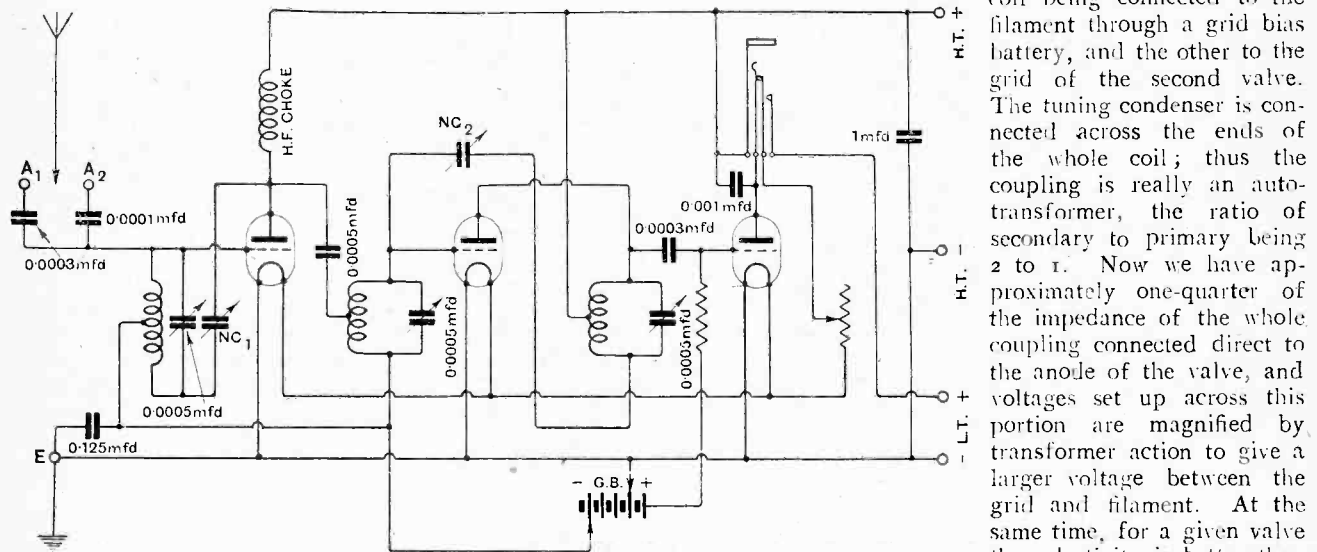 H.F. CHOKE
NC2
A1
A2
0·0001mfd
0·0003mfd
NC1
0·0005mfd
0·125mfd
E
0·0005mfd
0·0005mfd
0·0003mfd
0·0005mfd
0·001mfd
1mfd
+
H.T.
-
H.T.
+
L.T.
-
- G.B. +
coil being connected to the
filament through a grid bias
battery, and the other to the
grid of the second valve.
The tuning condenser is con-
nected across the ends of
the whole coil; thus the
coupling is really an auto-
transformer, the ratio of
secondary to primary being
2 to 1. Now we have ap-
proximately one-quarter of
the impedance of the whole
coupling connected direct to
the anode of the valve, and
voltages set up across this
portion are magnified by
transformer action to give a
larger voltage between the
grid and filament. At the
same time, for a given valve